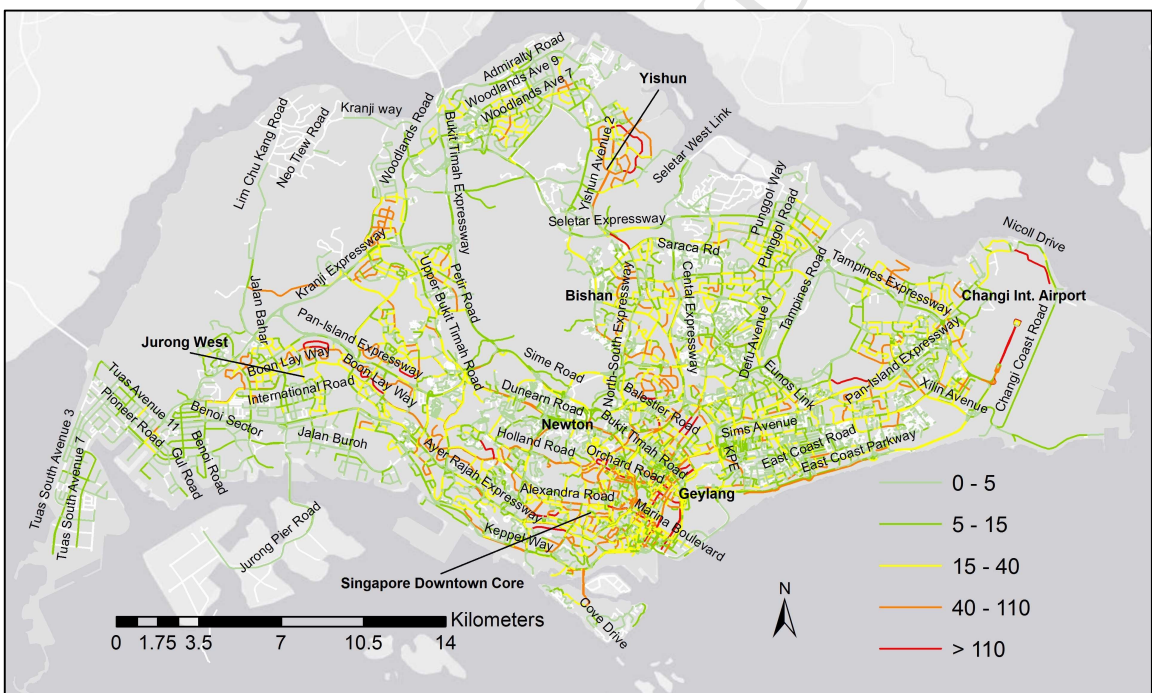 Admiralty Road
Woodlands Ave 9
Woodlands Ave 7
Yishun
Kranji way
Lim Chu Kang Road
Neo Tiew Road
Woodlands Road
Bukit Timah Expressway
Yishun Avenue 2
Seletar West Link
Seletar Expressway
Punggol Way
Punggol Road
Saraca Rd
Nicoll Drive
Tampines Expressway
Changi Int. Airport
Kranji Expressway
Jalan Bahar
Upper Bukit Timah Road
Petir Road
Bishan
North-South Expressway
Cental Expressway
Defu Avenue 1
Tampines Road
Changi Coast Road
Jurong West
Pan-Island Expressway
Boon Lay Way
Boon Lay Way
International Road
Sime Road
Eunos Link
Pan-Island Expressway
Xilin Avenue
Tuas Avenue 11
Pioneer Road
Benoi Sector
Benoi Road
Gul Road
Jalan Buroh
Dunearn Road
Newton
Holland Road
Balestier Road
Bukit Timah Road
Sims Avenue
KPE
East Coast Road
East Coast Parkway
Tuas South Avenue 3
Tuas South Avenue 7
Ayer Rajah Expressway
Orchard Road
Alexandra Road
Geylang
Marina Boulevard
Keppel Way
Jurong Pier Road
Singapore Downtown Core
Cove Drive
0 - 5
5 - 15
15 - 40
40 - 110
> 110
N
Kilometers
0 1.75 3.5 7 10.5 14